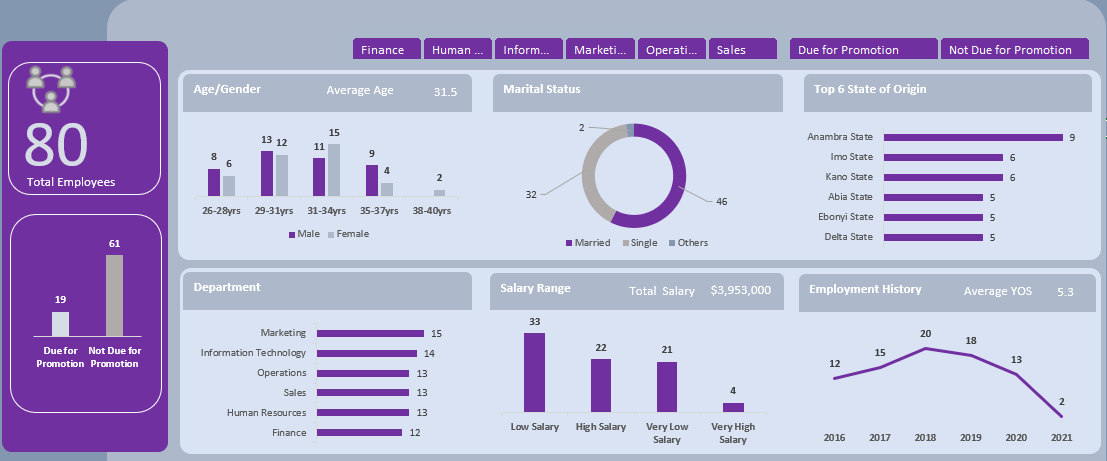 Finance Human ... Inform... Marketi... Operati... Sales Due for Promotion Not Due for Promotion
80
Total Employees
61
19
Due for Promotion
Not Due for Promotion
Age/Gender Average Age 31.5
8 6 13 12 11 15 9 4 2
26-28yrs 29-31yrs 31-34yrs 35-37yrs 38-40yrs
Male Female
Marital Status
2
32
46
Married Single Others
Top 6 State of Origin
Anambra State 9
Imo State 6
Kano State 6
Abia State 5
Ebonyi State 5
Delta State 5
Department
Marketing 15
Information Technology 14
Operations 13
Sales 13
Human Resources 13
Finance 12
Salary Range Total Salary $3,953,000
33 22 21 4
Low Salary High Salary Very Low Salary Very High Salary
Employment History Average YOS 5.3
12 15 20 18 13 2
2016 2017 2018 2019 2020 2021